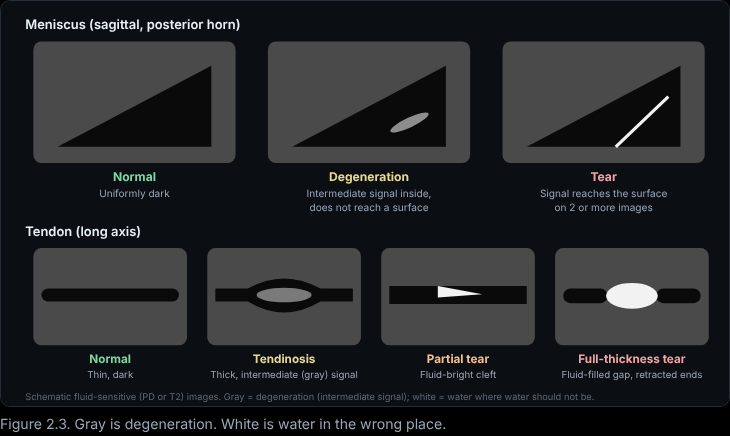 Meniscus (sagittal, posterior horn)
Normal
Uniformly dark
Degeneration
Intermediate signal inside,
does not reach a surface
Tear
Signal reaches the surface
on 2 or more images
Tendon (long axis)
Normal
Thin, dark
Tendinosis
Thick, intermediate (gray) signal
Partial tear
Fluid-bright cleft
Full-thickness tear
Fluid-filled gap, retracted ends
Schematic fluid-sensitive (PD or T2) images. Gray = degeneration (intermediate signal); white = water where water should not be.
Figure 2.3. Gray is degeneration. White is water in the wrong place.